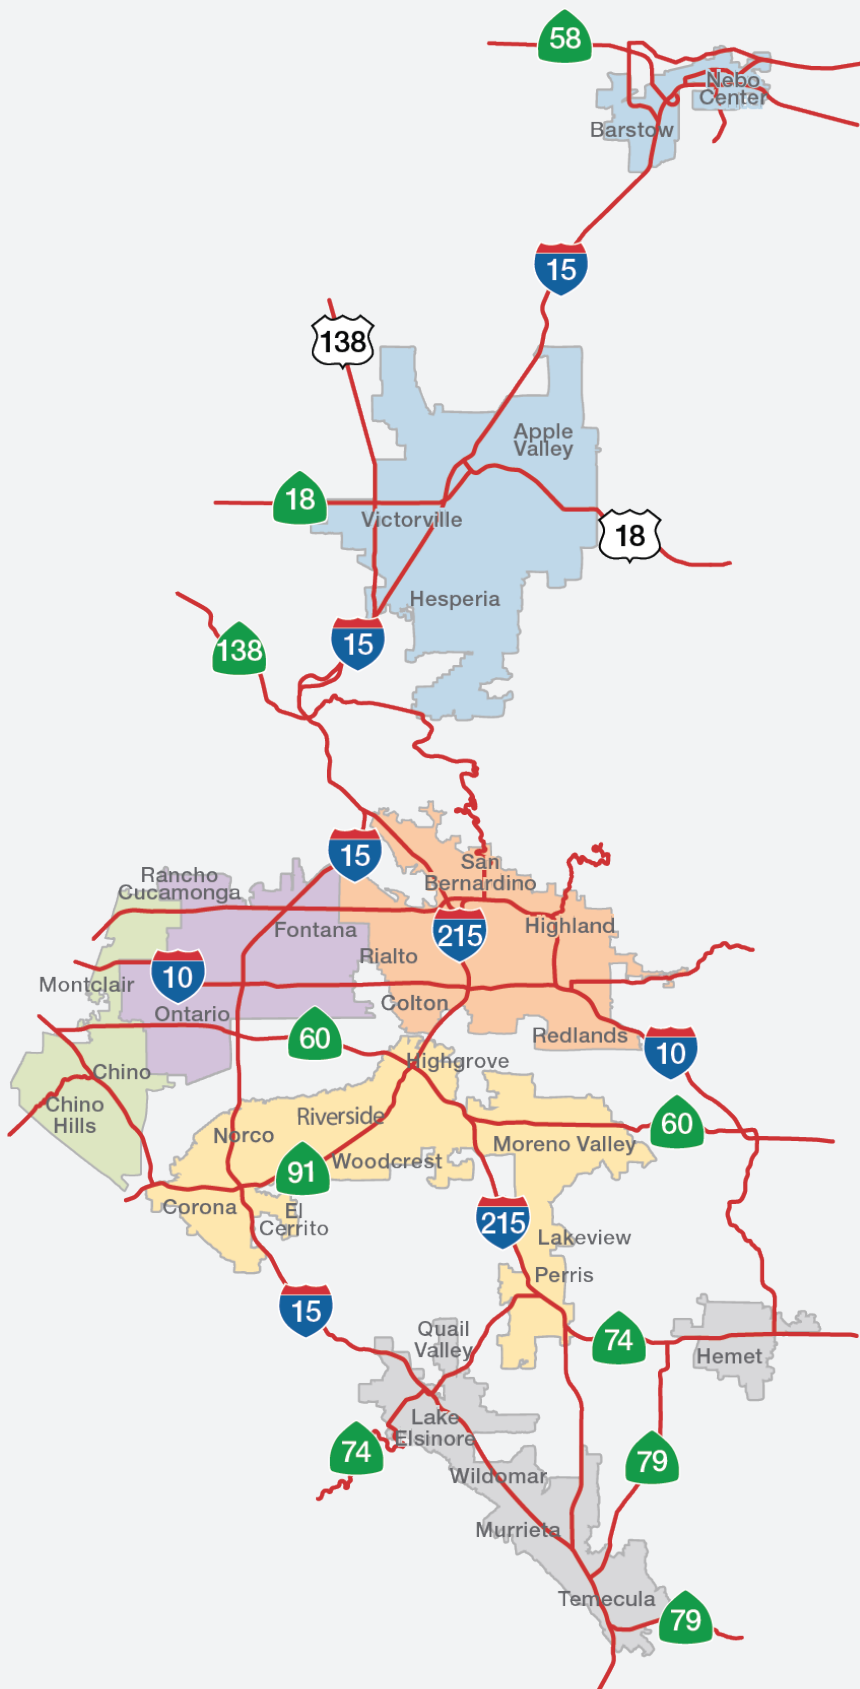 58
Nebo
Center
Barstow
15
138
Apple
Valley
18
Victorville
18
Hesperia
15
138
15
San
Bernardino
Rancho
Cucamonga
Highland
Fontana
215
Rialto
10
Montclair
Colton
Ontario
Redlands
60
10
Highgrove
Chino
Chino
Hills
Riverside
60
Norco
Moreno Valley
Woodcrest
91
Corona
El
Cerrito
215
Lakeview
Perris
15
Quail
Valley
74
Hemet
Lake
Elsinore
74
79
Wildomar
Murrieta
Temecula
79